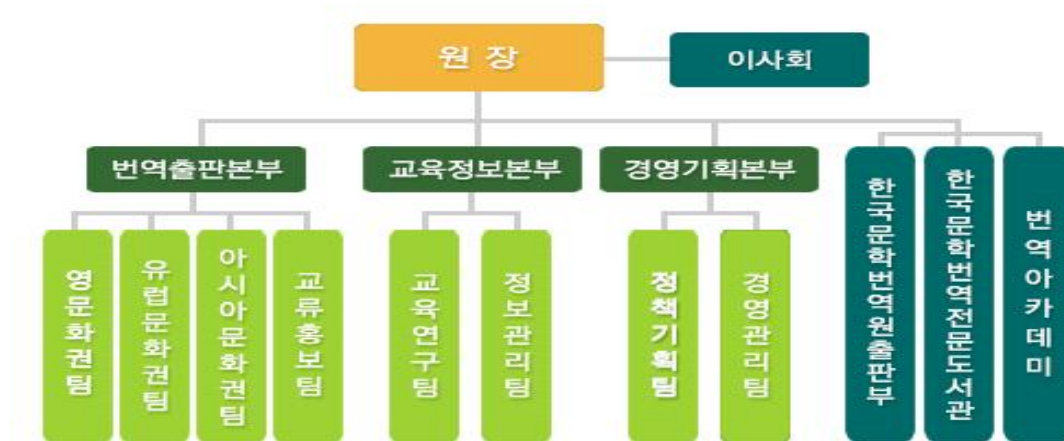 원 장
이사회
번역출판본부
교육정보본부
경영기획본부
영문화권팀
유럽문화권팀
아시아문화권팀
교류홍보팀
교육연구팀
정보관리팀
정책기획팀
경영관리팀
한국문학번역원출판부
한국문학번역전문도서관
번역아카데미